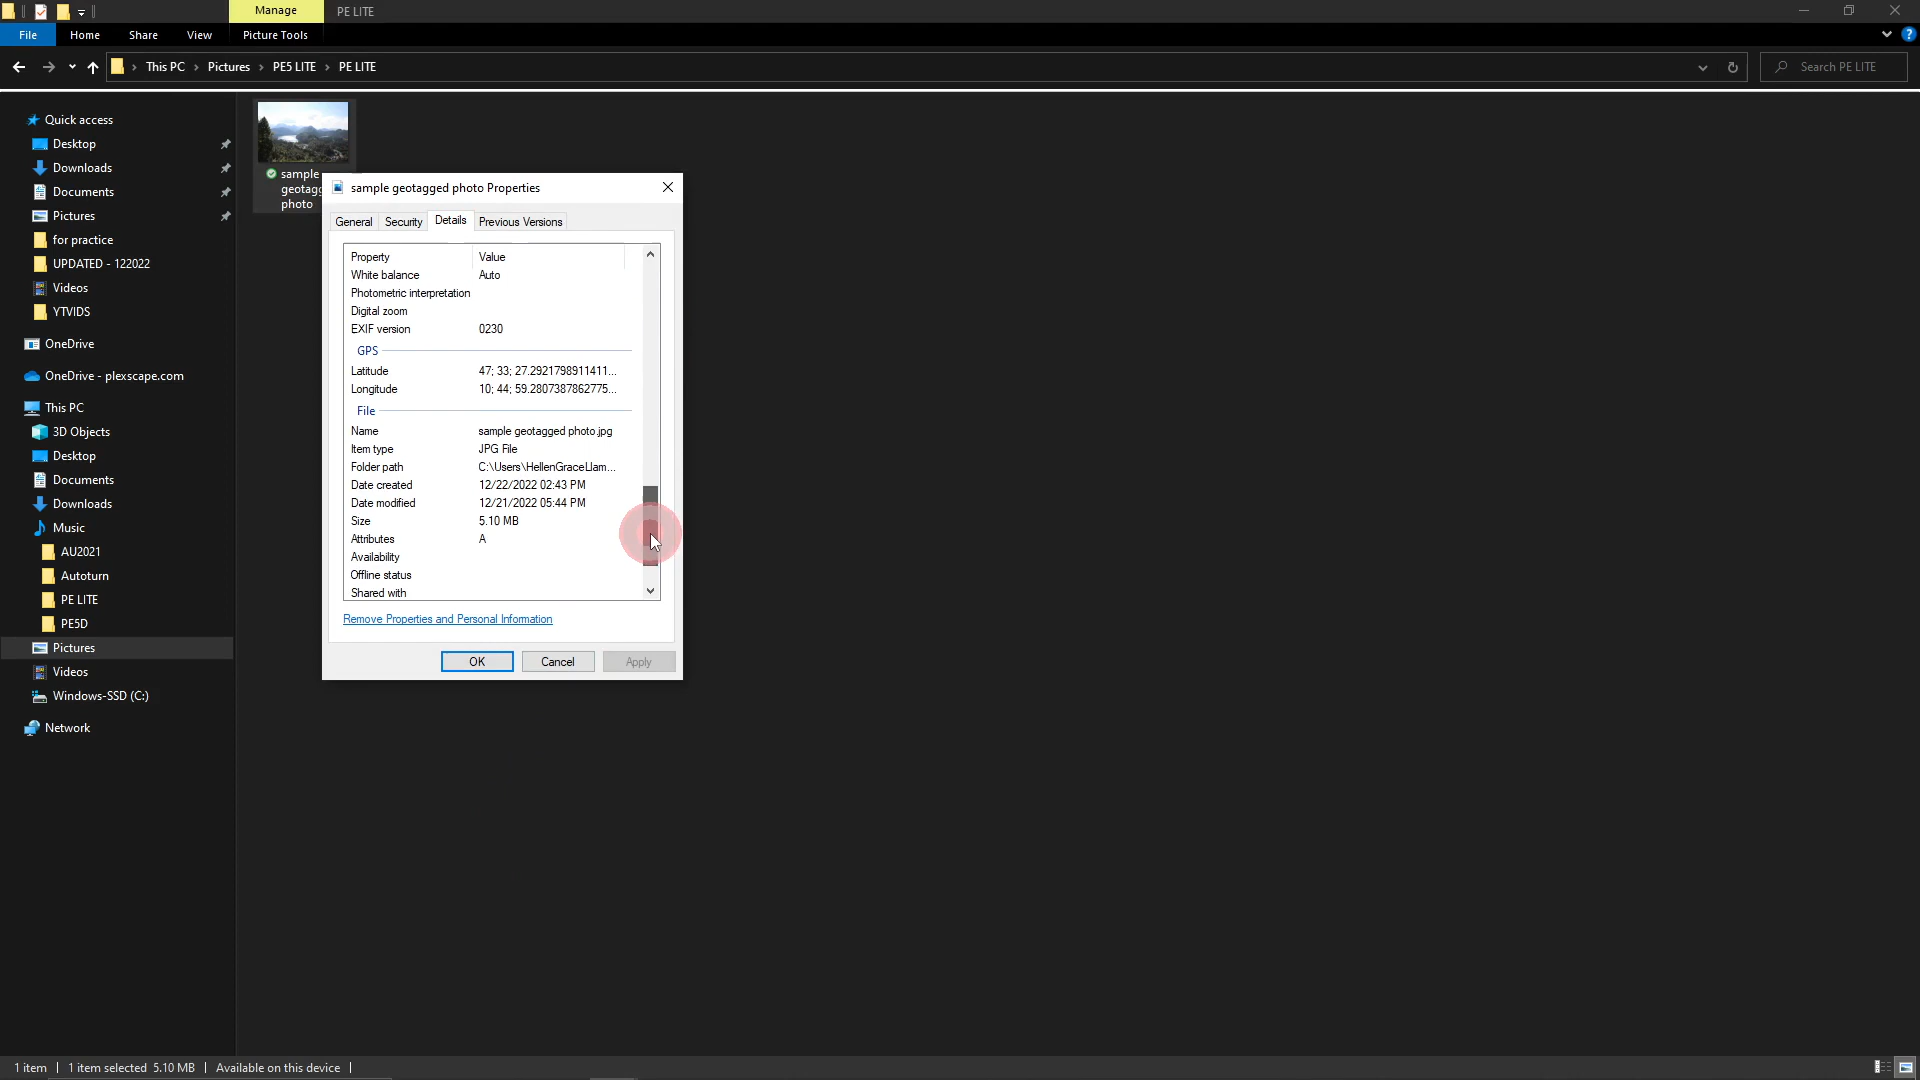 Manage
PE LITE
File
Home
Share
View
Picture Tools
This PC
Pictures
PE5 LITE
PE LITE
Search PE LITE
Quick access
Desktop
Downloads
Documents
Pictures
for practice
UPDATED - 122022
Videos
YTVIDS
OneDrive
OneDrive - plexscape.com
This PC
3D Objects
Desktop
Documents
Downloads
Music
AU2021
Autoturn
PE LITE
PE5D
Pictures
Videos
Windows-SSD (C:)
Network
sample
geotagg
photo
sample geotagged photo Properties
General
Security
Details
Previous Versions
Property Value
White balance Auto
Photometric interpretation
Digital zoom
EXIF version 0230
GPS
Latitude 47; 33; 27.2921798911411...
Longitude 10; 44; 59.2807387862775...
File
Name sample geotagged photo.jpg
Item type JPG File
Folder path C:\Users\HellenGraceLlam...
Date created 12/22/2022 02:43 PM
Date modified 12/21/2022 05:44 PM
Size 5.10 MB
Attributes A
Availability
Offline status
Shared with
Remove Properties and Personal Information
OK
Cancel
Apply
1 item
1 item selected 5.10 MB
Available on this device